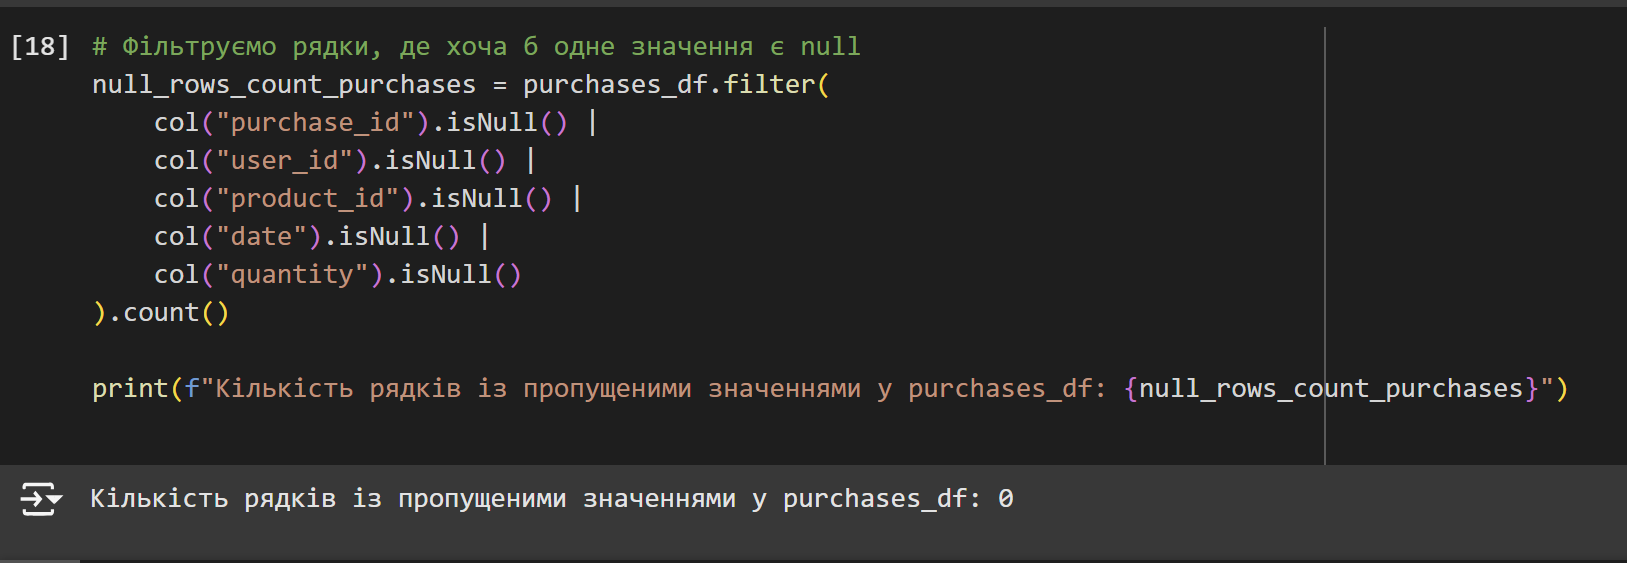 [18] # Фільтруємо рядки, де хоча б одне значення є null
null_rows_count_purchases = purchases_df.filter(
    col("purchase_id").isNull() |
    col("user_id").isNull() |
    col("product_id").isNull() |
    col("date").isNull() |
    col("quantity").isNull()
).count()
print(f"Кількість рядків із пропущеними значеннями у purchases_df: {null_rows_count_purchases}")
Кількість рядків із пропущеними значеннями у purchases_df: 0